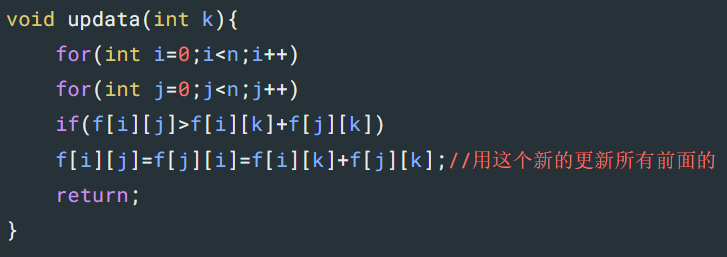 void updata(int k){
    for(int i=0;i<n;i++)
    for(int j=0;j<n;j++)
    if(f[i][j]>f[i][k]+f[j][k])
    f[i][j]=f[j][i]=f[i][k]+f[j][k];//用这个新的更新所有前面的
    return;
}